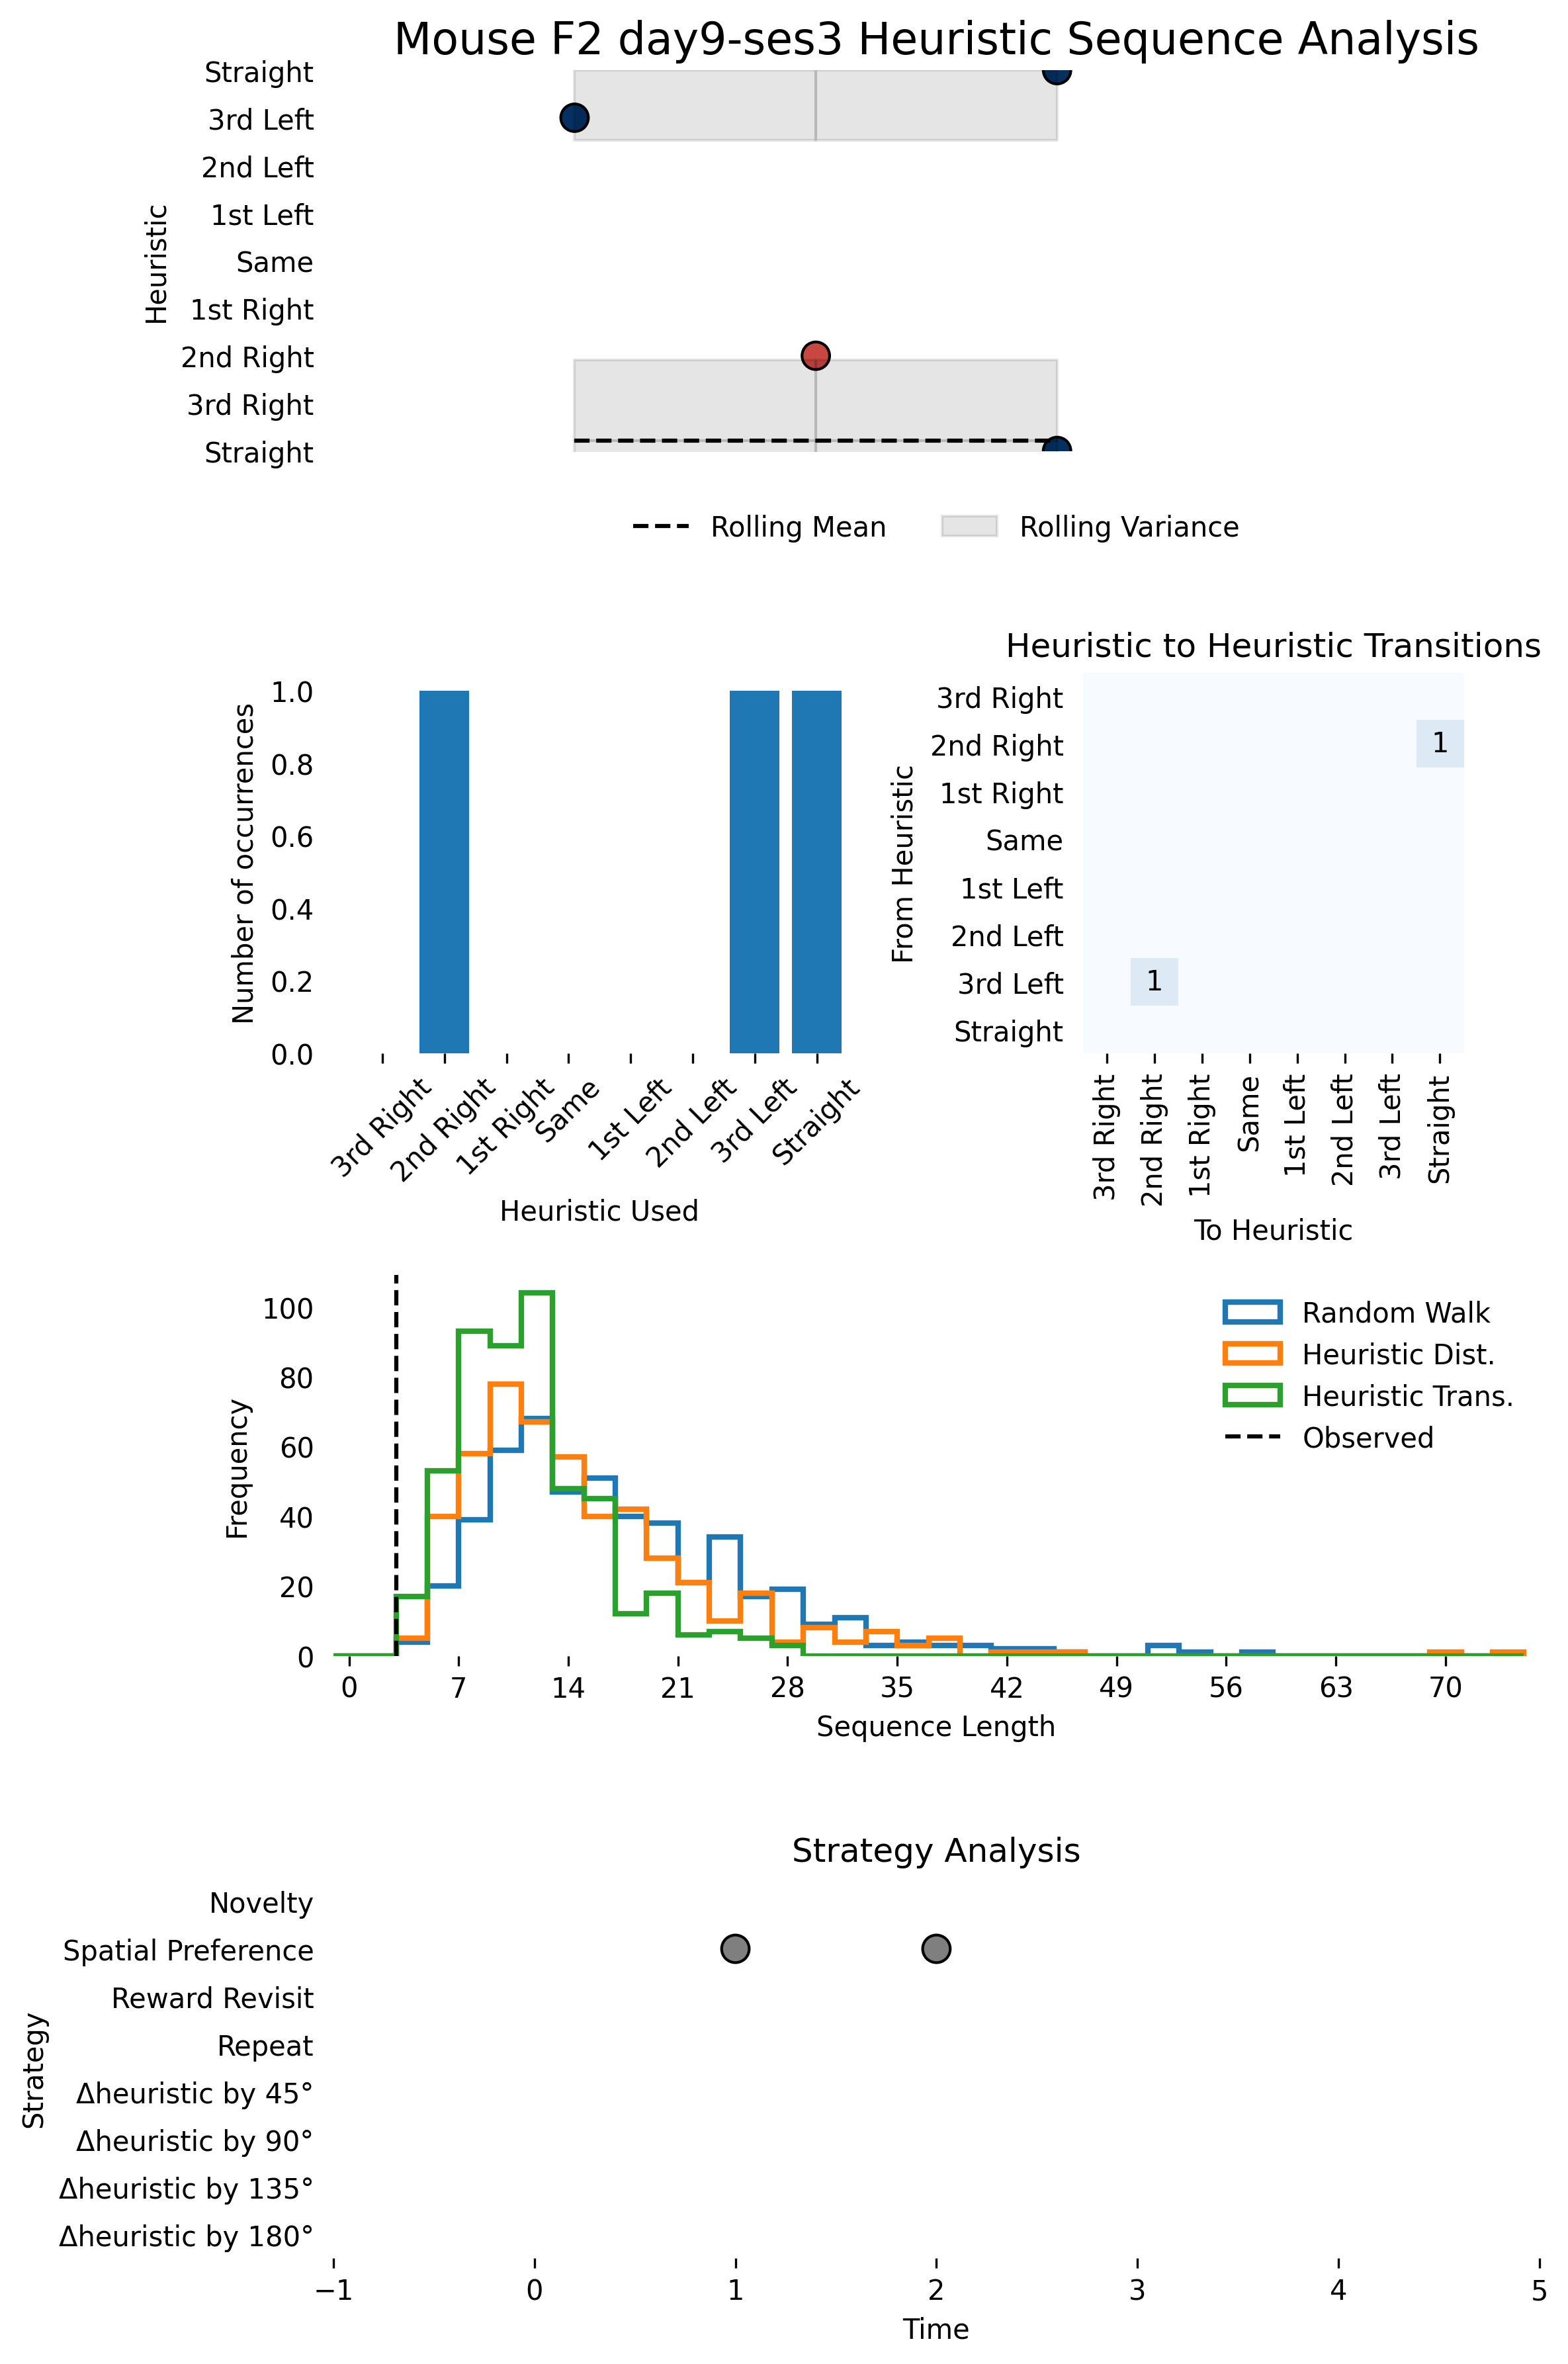 Mouse F2 day9-ses3 Heuristic Sequence Analysis
Straight
3rd Left
2nd Left
1st Left
Same
1st Right
2nd Right
3rd Right
Straight
Heuristic
Rolling Mean
Rolling Variance
Number of occurrences
1.0
0.8
0.6
0.4
0.2
0.0
3rd Right
2nd Right
1st Right
Same
1st Left
2nd Left
3rd Left
Straight
Heuristic Used
Heuristic to Heuristic Transitions
From Heuristic
3rd Right
2nd Right
1st Right
Same
1st Left
2nd Left
3rd Left
Straight
1
1
3rd Right
2nd Right
1st Right
Same
1st Left
2nd Left
3rd Left
Straight
To Heuristic
Frequency
100
80
60
40
20
0
Random Walk
Heuristic Dist.
Heuristic Trans.
Observed
0 7 14 21 28 35 42 49 56 63 70
Sequence Length
Strategy Analysis
Strategy
Novelty
Spatial Preference
Reward Revisit
Repeat
Δheuristic by 45°
Δheuristic by 90°
Δheuristic by 135°
Δheuristic by 180°
−1 0 1 2 3 4 5
Time